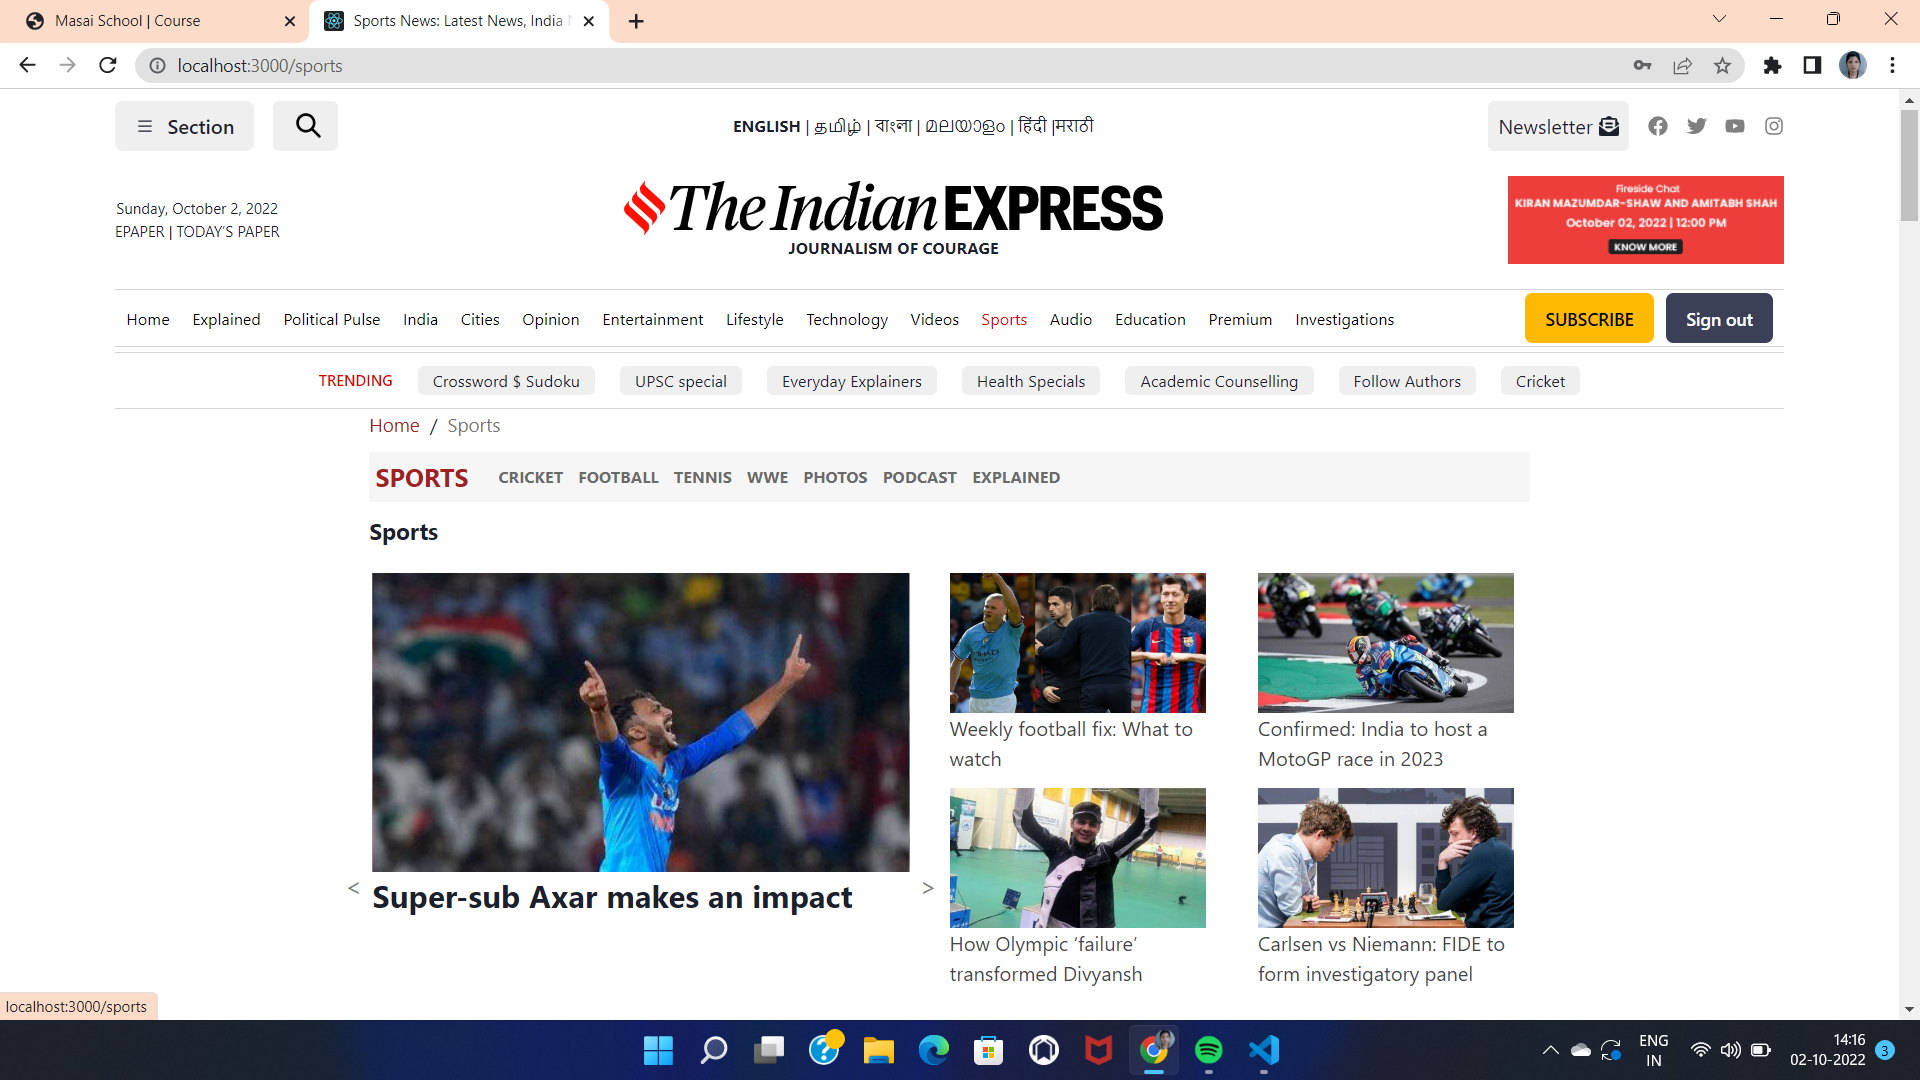 Masai School | Course
Sports News: Latest News, India
localhost:3000/sports
Section
ENGLISH | தமிழ் | বাংলা | മലയാളം | हिंदी |मराठी
Newsletter
Sunday, October 2, 2022
EPAPER | TODAY'S PAPER
The Indian EXPRESS
JOURNALISM OF COURAGE
Fireside Chat
KIRAN MAZUMDAR-SHAW AND AMITABH SHAH
October 02, 2022 | 12:00 PM
KNOW MORE
Home Explained Political Pulse India Cities Opinion Entertainment Lifestyle Technology Videos Sports Audio Education Premium Investigations SUBSCRIBE Sign out
TRENDING Crossword $ Sudoku UPSC special Everyday Explainers Health Specials Academic Counselling Follow Authors Cricket
Home / Sports
SPORTS CRICKET FOOTBALL TENNIS WWE PHOTOS PODCAST EXPLAINED
Sports
< Super-sub Axar makes an impact >
Weekly football fix: What to
watch
Confirmed: India to host a
MotoGP race in 2023
How Olympic ‘failure’
transformed Divyansh
Carlsen vs Niemann: FIDE to
form investigatory panel
localhost:3000/sports
ENG
IN
14:16
02-10-2022
3